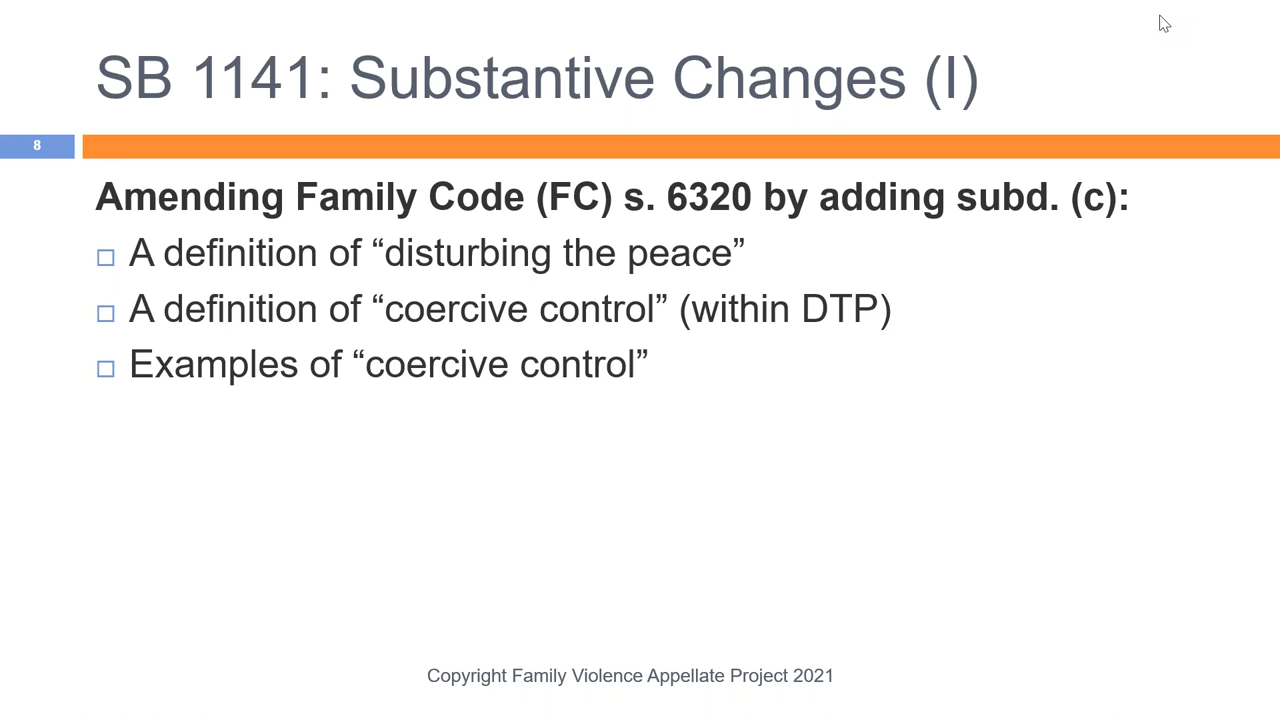 SB 1141: Substantive Changes (I)
8
Amending Family Code (FC) s. 6320 by adding subd. (c):
A definition of “disturbing the peace”
A definition of “coercive control” (within DTP)
Examples of “coercive control”
Copyright Family Violence Appellate Project 2021